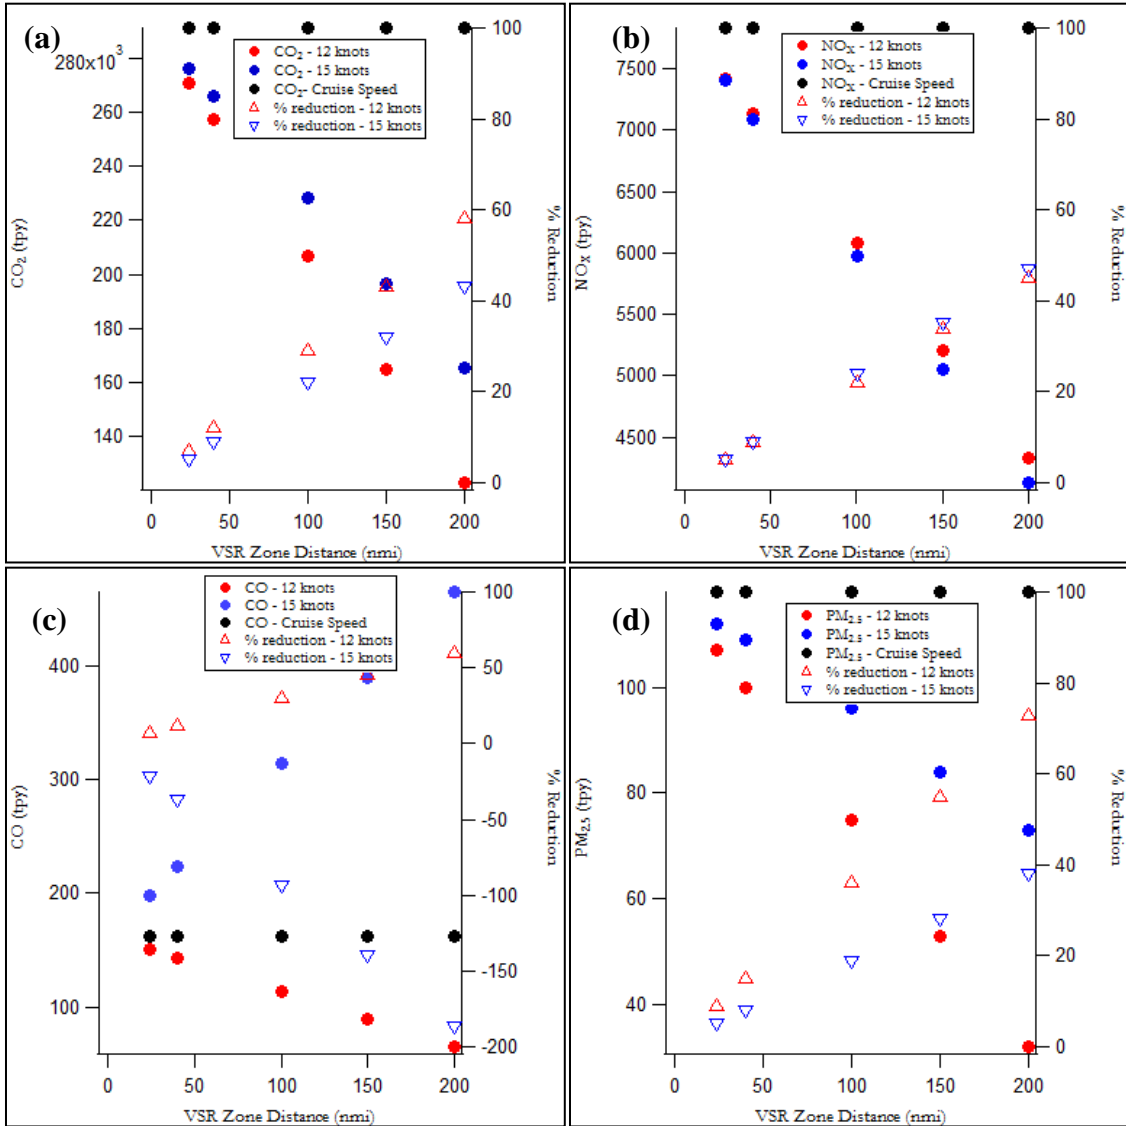 (a)
CO2 - 12 knots
CO2 - 15 knots
CO2- Cruise Speed
% reduction - 12 knots
% reduction - 15 knots
280x10^3
260
240
220
200
180
160
140
CO2 (tpy)
100
80
60
40
20
0
% Reduction
0 50 100 150 200
VSR Zone Distance (nmi)
(b)
NOX - 12 knots
NOX - 15 knots
NOX - Cruise Speed
% reduction - 12 knots
% reduction - 15 knots
7500
7000
6500
6000
5500
5000
4500
NOX (tpy)
100
80
60
40
20
0
% Reduction
0 50 100 150 200
VSR Zone Distance (nmi)
(c)
CO - 12 knots
CO - 15 knots
CO - Cruise Speed
% reduction - 12 knots
% reduction - 15 knots
400
300
200
100
CO (tpy)
100
50
0
-50
-100
-150
-200
% Reduction
0 50 100 150 200
VSR Zone Distance (nmi)
(d)
PM2.5 - 12 knots
PM2.5 - 15 knots
PM2.5 - Cruise Speed
% reduction - 12 knots
% reduction - 15 knots
100
80
60
40
PM2.5 (tpy)
100
80
60
40
20
0
% Reduction
0 50 100 150 200
VSR Zone Distance (nmi)